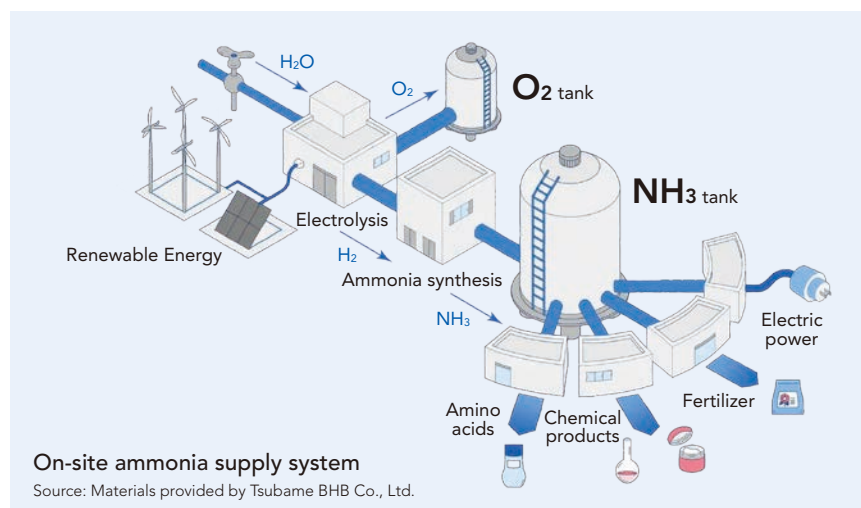 H₂O
O₂
O₂ tank
NH₃ tank
Electrolysis
Renewable Energy
H₂
Ammonia synthesis
NH₃
Electric
power
Fertilizer
Amino
acids
Chemical
products
On-site ammonia supply system
Source: Materials provided by Tsubame BHB Co., Ltd.